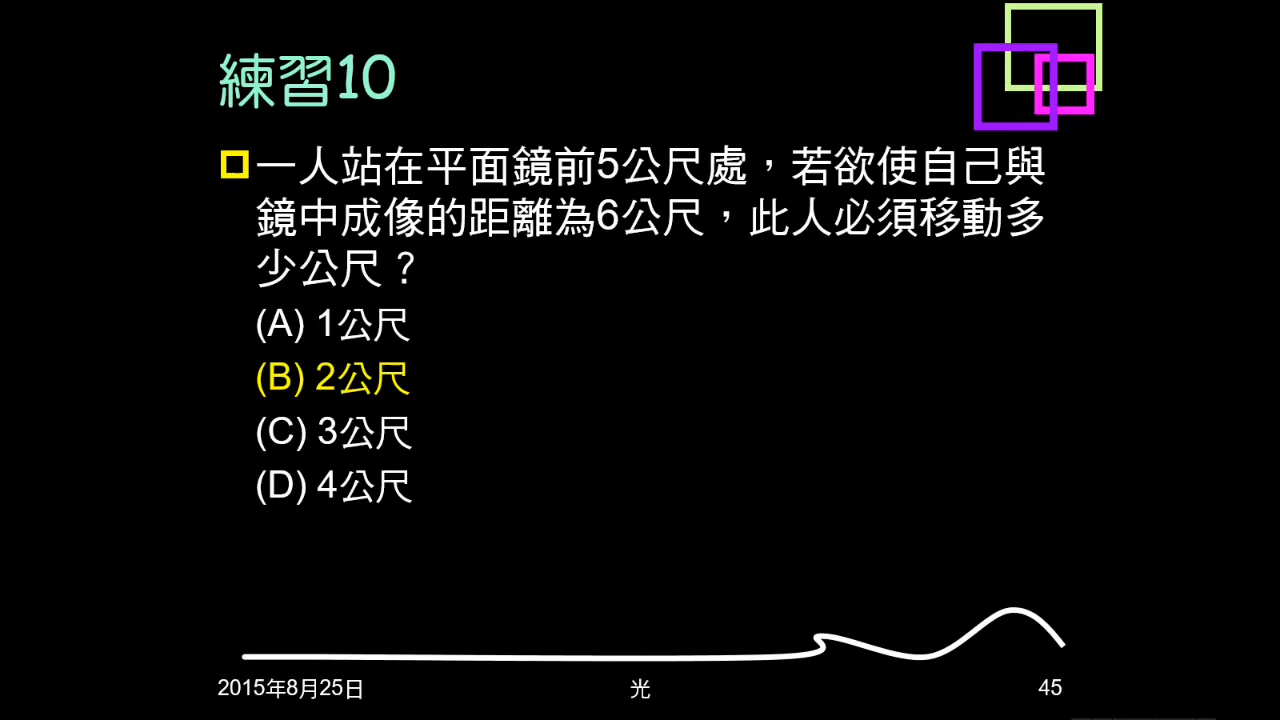 練習10
一人站在平面鏡前5公尺處，若欲使自己與
鏡中成像的距離為6公尺，此人必須移動多
少公尺？
(A) 1公尺
(B) 2公尺
(C) 3公尺
(D) 4公尺
2015年8月25日
光
45